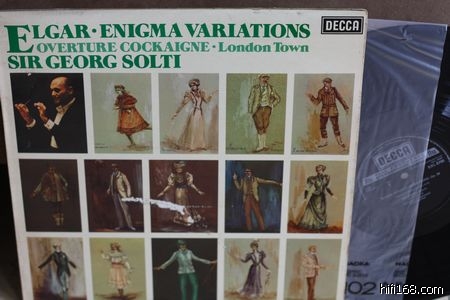 ELGAR · ENIGMA VARIATIONS
OVERTURE COCKAIGNE · London Town
SIR GEORG SOLTI
DECCA
DECCA
hifi168.com